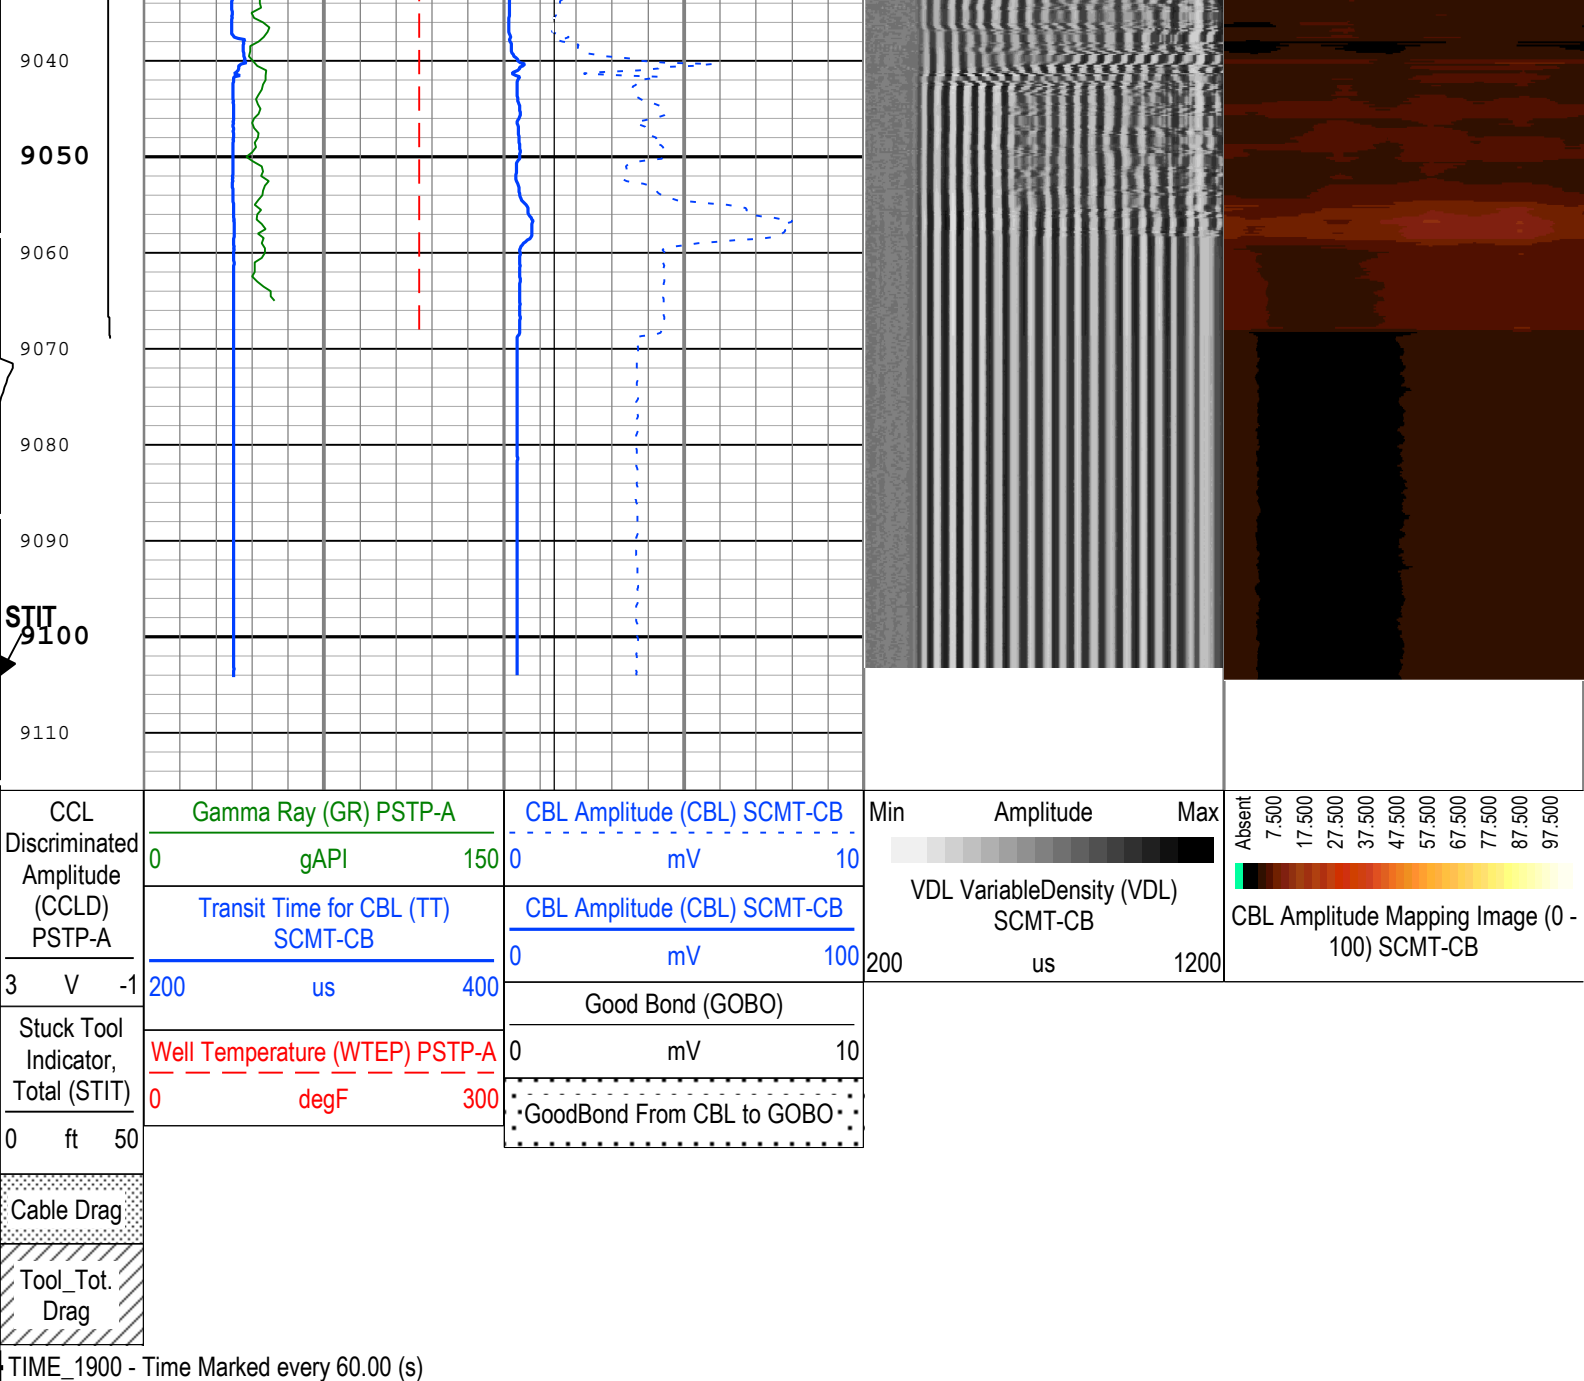 9040
9050
9060
9070
9080
9090
STIT
9100
9110
CCL
Discriminated
Amplitude
(CCLD)
PSTP-A
3 V -1
Stuck Tool
Indicator,
Total (STIT)
0 ft 50
Cable Drag
Tool_Tot.
Drag
Gamma Ray (GR) PSTP-A
0 gAPI 150
Transit Time for CBL (TT)
SCMT-CB
200 us 400
Well Temperature (WTEP) PSTP-A
0 degF 300
CBL Amplitude (CBL) SCMT-CB
0 mV 10
CBL Amplitude (CBL) SCMT-CB
0 mV 100
Good Bond (GOBO)
0 mV 10
GoodBond From CBL to GOBO
Min Amplitude Max
VDL VariableDensity (VDL)
SCMT-CB
200 us 1200
Absent
7.500
17.500
27.500
37.500
47.500
57.500
67.500
77.500
87.500
97.500
CBL Amplitude Mapping Image (0 -
100) SCMT-CB
TIME_1900 - Time Marked every 60.00 (s)